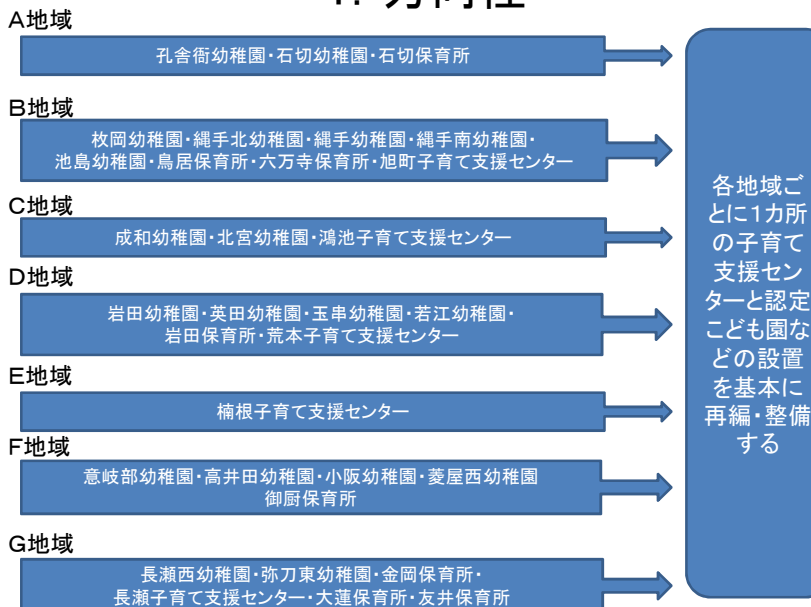 A地域
孔舎衙幼稚園・石切幼稚園・石切保育所
B地域
枚岡幼稚園・縄手北幼稚園・縄手幼稚園・縄手南幼稚園・
池島幼稚園・鳥居保育所・六万寺保育所・旭町子育て支援センター
C地域
成和幼稚園・北宮幼稚園・鴻池子育て支援センター
D地域
岩田幼稚園・英田幼稚園・玉串幼稚園・若江幼稚園・
岩田保育所・荒本子育て支援センター
E地域
楠根子育て支援センター
F地域
意岐部幼稚園・高井田幼稚園・小阪幼稚園・菱屋西幼稚園
御厨保育所
G地域
長瀬西幼稚園・弥刀東幼稚園・金岡保育所・
長瀬子育て支援センター・大蓮保育所・友井保育所
各地域ご
とに1カ所
の子育て
支援セン
ターと認定
こども園な
どの設置
を基本に
再編・整備
する